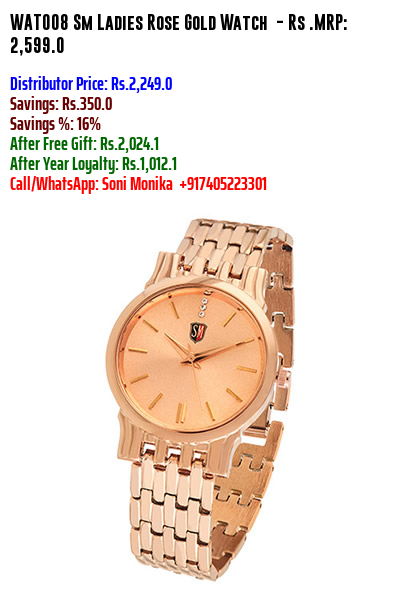 WAT008 Sm Ladies Rose Gold Watch - Rs .MRP:
2,599.0
Distributor Price: Rs.2,249.0
Savings: Rs.350.0
Savings %: 16%
After Free Gift: Rs.2,024.1
After Year Loyalty: Rs.1,012.1
Call/WhatsApp: Soni Monika +917405223301
SM